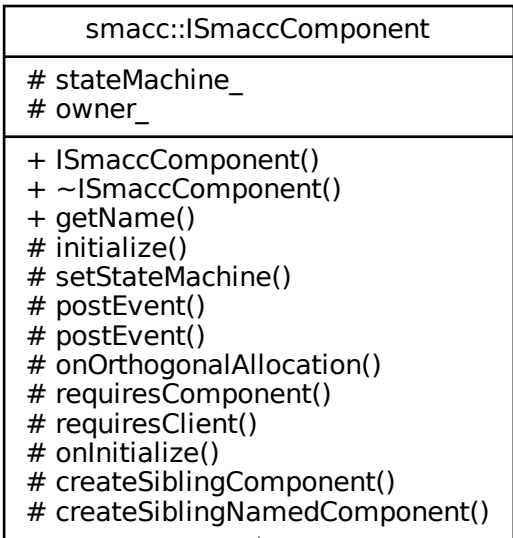 smacc::ISmaccComponent
# stateMachine_
# owner_
+ ISmaccComponent()
+ ~ISmaccComponent()
+ getName()
# initialize()
# setStateMachine()
# postEvent()
# postEvent()
# onOrthogonalAllocation()
# requiresComponent()
# requiresClient()
# onInitialize()
# createSiblingComponent()
# createSiblingNamedComponent()